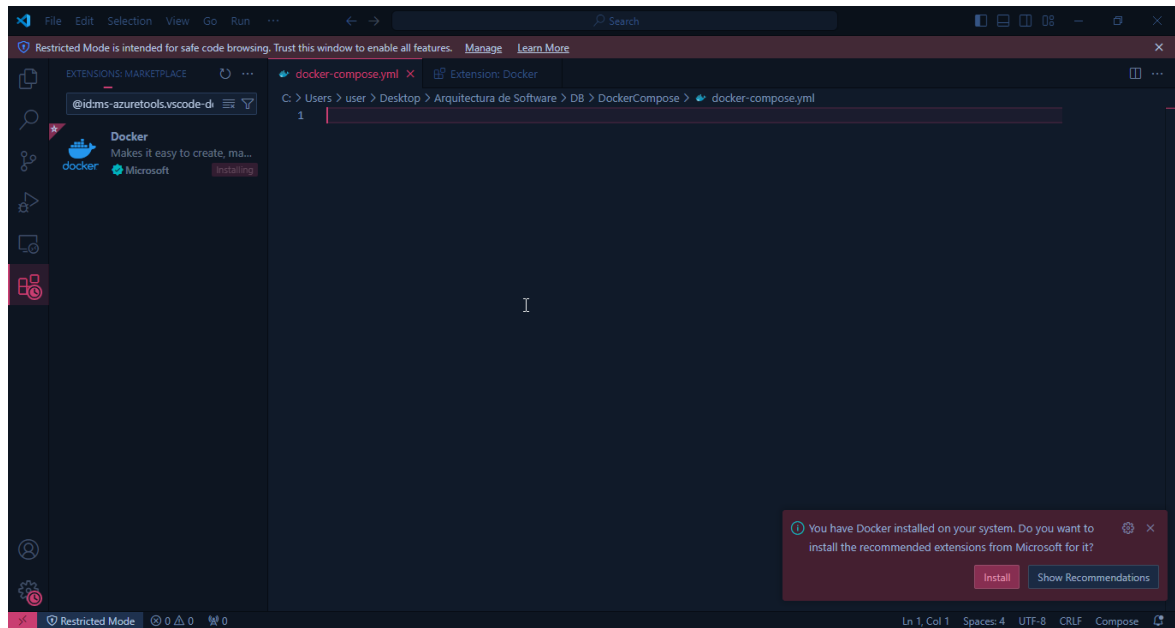 File Edit Selection View Go Run ··· Search
Restricted Mode is intended for safe code browsing. Trust this window to enable all features. Manage Learn More
EXTENSIONS: MARKETPLACE
docker-compose.yml Extension: Docker
@id:ms-azuretools.vscode-d
C: > Users > user > Desktop > Arquitectura de Software > DB > DockerCompose > docker-compose.yml
1
Docker
Makes it easy to create, ma...
docker
Microsoft Installing
You have Docker installed on your system. Do you want to
install the recommended extensions from Microsoft for it?
Install Show Recommendations
Restricted Mode 0 0 0 Ln 1, Col 1 Spaces: 4 UTF-8 CRLF Compose